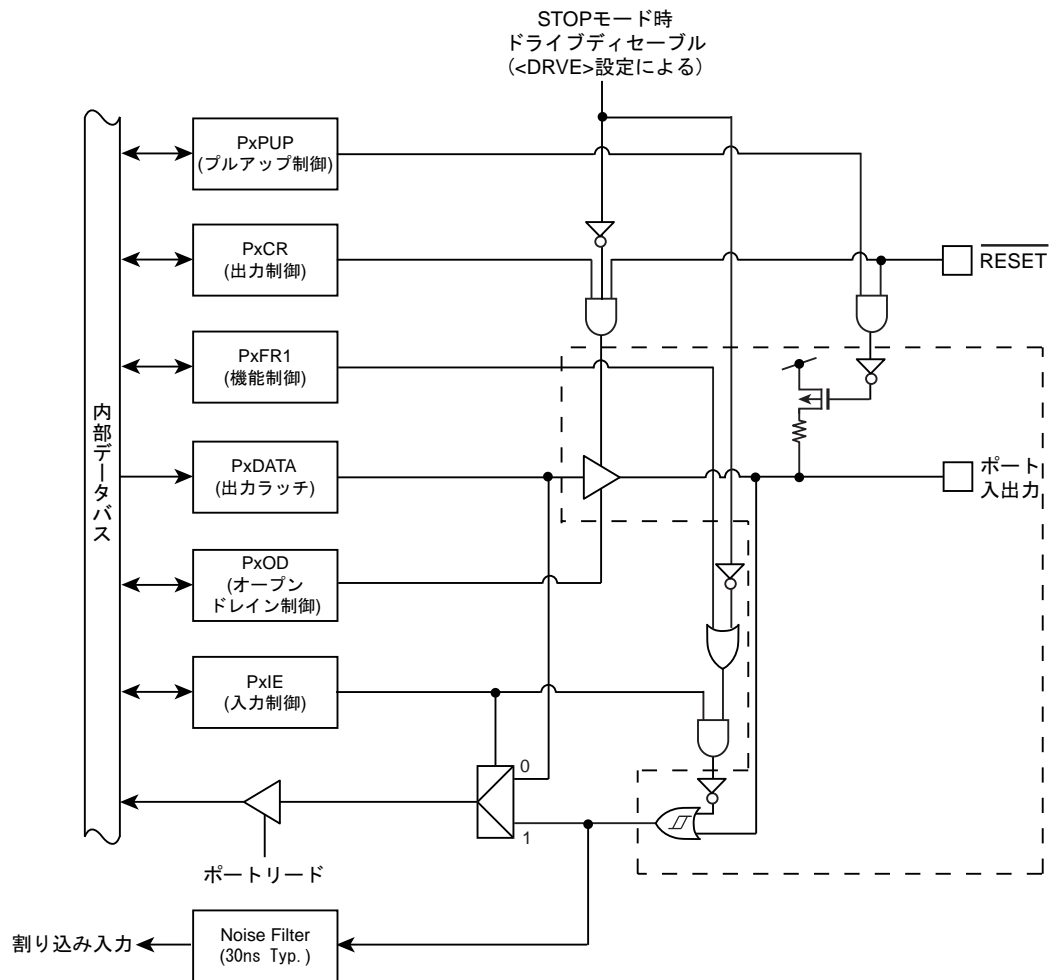 STOPモード時
ドライブディセーブル
(<DRVE>設定による)
PxPUP
(プルアップ制御)
PxCR
(出力制御)
RESET
PxFR1
(機能制御)
内部データバス
PxDATA
(出力ラッチ)
ポート
入出力
PxOD
(オープン
ドレイン制御)
PxIE
(入力制御)
0
1
ポートリード
割り込み入力
Noise Filter
(30ns Typ.)